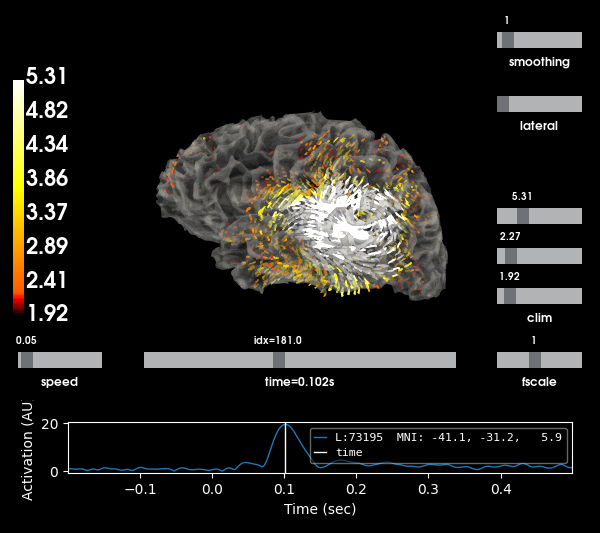 1
smoothing
lateral
5.31
4.82
4.34
3.86
3.37
2.89
2.41
1.92
5.31
2.27
1.92
clim
0.05
speed
idx=181.0
time=0.102s
1
fscale
Activation (AU)
20
0
L:73195 MNI: -41.1, -31.2, 5.9
time
−0.1 0.0 0.1 0.2 0.3 0.4
Time (sec)